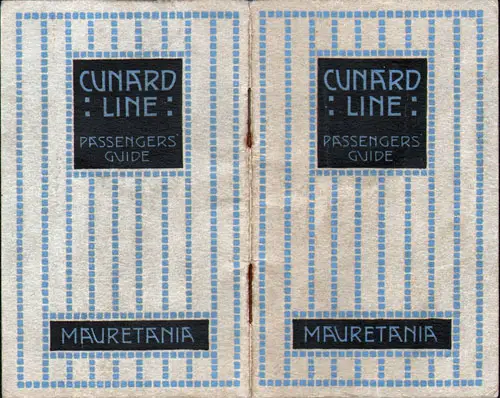 CUNARD
: LINE :
PASSENGERS'
GUIDE
MAURETANIA
CUNARD
: LINE :
PASSENGERS'
GUIDE
MAURETANIA